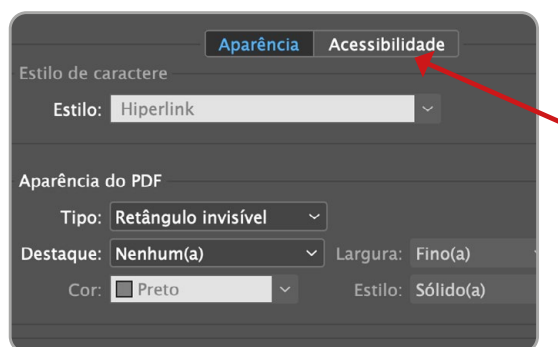 Aparência Acessibilidade
Estilo de caractere
Estilo: Hiperlink
Aparência do PDF
Tipo: Retângulo invisível
Destaque: Nenhum(a) Largura: Fino(a)
Cor: Preto Estilo: Sólido(a)